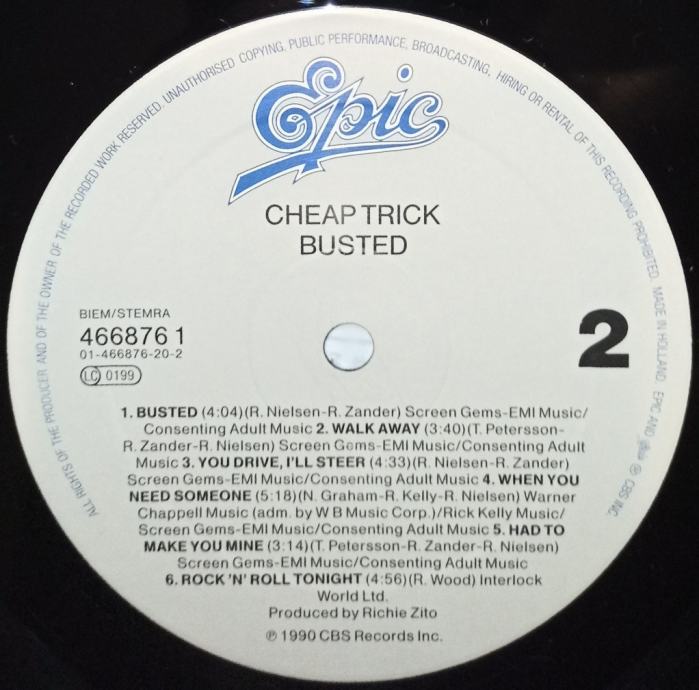 ALL RIGHTS OF THE PRODUCER AND OF THE OWNER OF THE RECORDED WORK RESERVED. UNAUTHORISED COPYING, PUBLIC PERFORMANCE, BROADCASTING, HIRING OR RENTAL OF THIS RECORDING PROHIBITED. MADE IN HOLLAND. EPIC AND ℗ CBS INC
Epic
CHEAP TRICK
BUSTED
BIEM/STEMRA
466876 1
01-466876-20-2
LC 0199
2
1. BUSTED (4:04)(R. Nielsen-R. Zander) Screen Gems-EMI Music/
Consenting Adult Music 2. WALK AWAY (3:40)(T. Petersson-
R. Zander-R. Nielsen) Screen Gems-EMI Music/Consenting Adult
Music 3. YOU DRIVE, I'LL STEER (4:33)(R. Nielsen-R. Zander)
Screen Gems-EMI Music/Consenting Adult Music 4. WHEN YOU
NEED SOMEONE (5:18)(N. Graham-R. Kelly-R. Nielsen) Warner
Chappell Music (adm. by W B Music Corp.)/Rick Kelly Music/
Screen Gems-EMI Music/Consenting Adult Music 5. HAD TO
MAKE YOU MINE (3:14)(T. Petersson-R. Zander-R. Nielsen)
Screen Gems-EMI Music/Consenting Adult Music
6. ROCK 'N' ROLL TONIGHT (4:56)(R. Wood) Interlock
World Ltd.
Produced by Richie Zito
℗ 1990 CBS Records Inc.